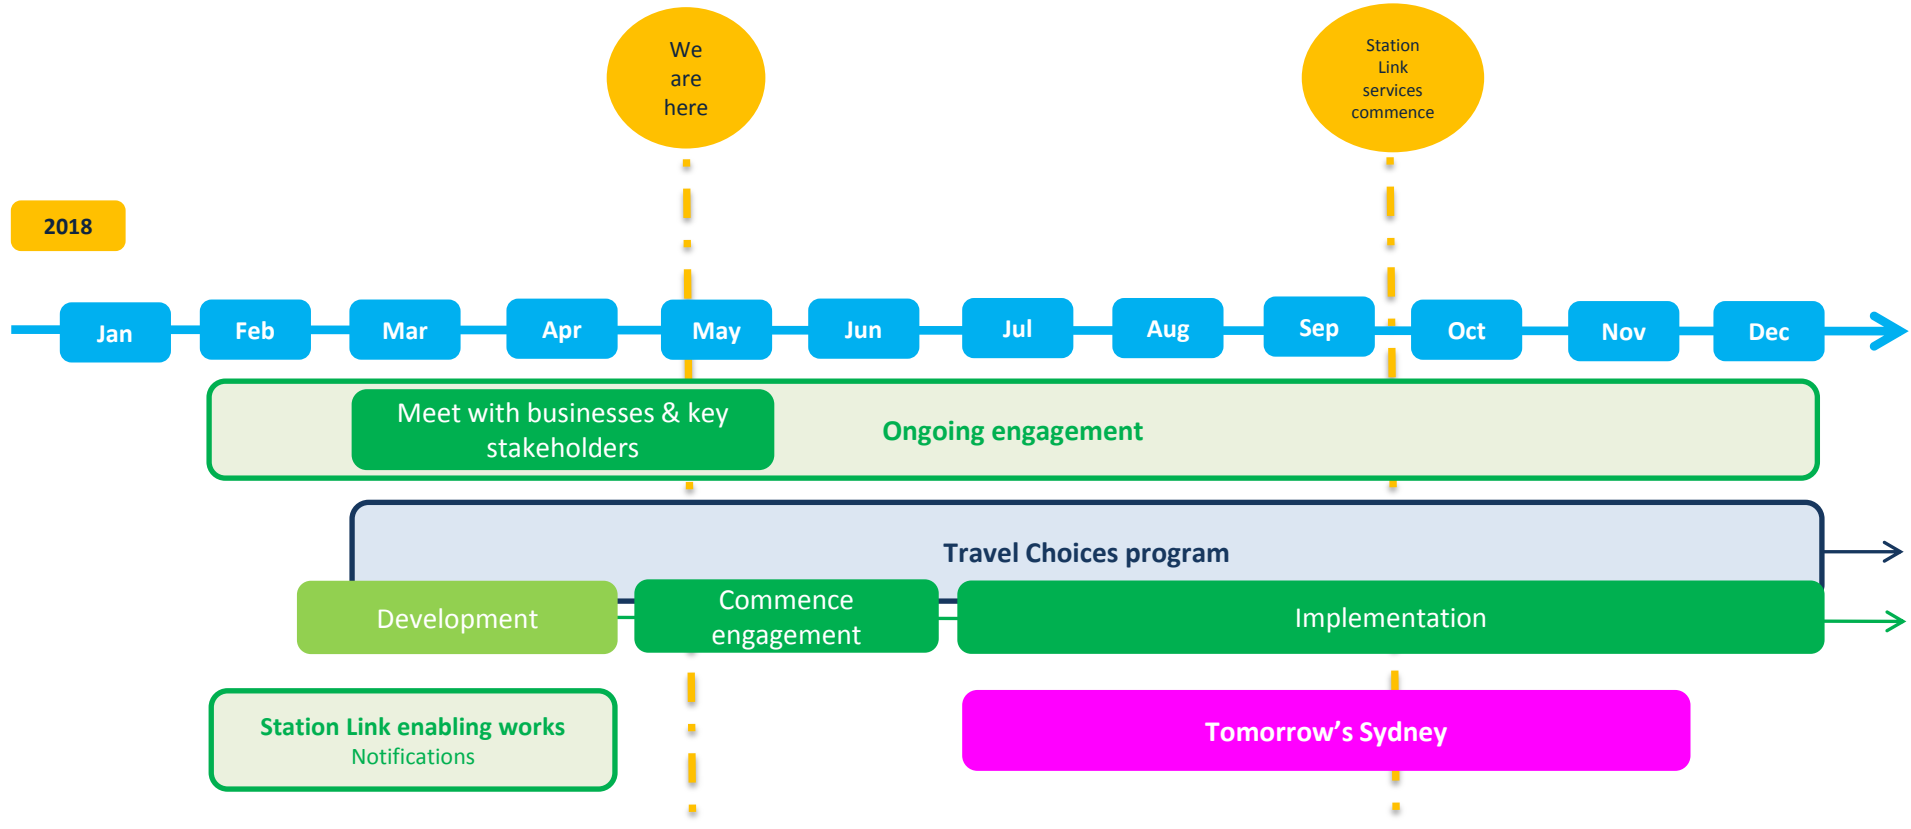 We
are
here
Station
Link
services
commence
2018
Jan
Feb
Mar
Apr
May
Jun
Jul
Aug
Sep
Oct
Nov
Dec
Meet with businesses & key
stakeholders
Ongoing engagement
Travel Choices program
Development
Commence
engagement
Implementation
Station Link enabling works
Notifications
Tomorrow’s Sydney